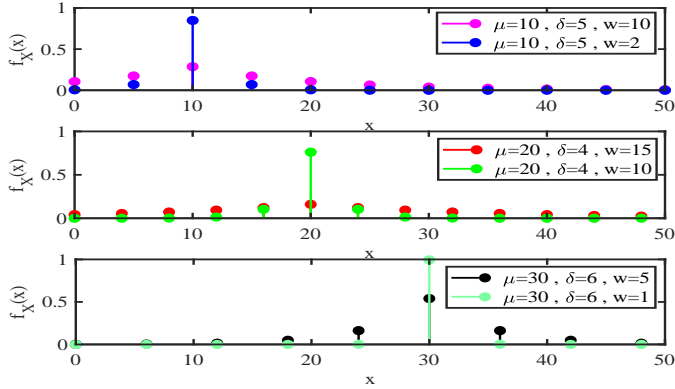 1
0.5
0
f_X(x)
μ=10 , δ=5 , w=10
μ=10 , δ=5 , w=2
0 10 20 30 40 50
x
1
0.5
0
f_X(x)
μ=20 , δ=4 , w=15
μ=20 , δ=4 , w=10
0 10 20 30 40 50
x
1
0.5
0
f_X(x)
μ=30 , δ=6 , w=5
μ=30 , δ=6 , w=1
0 10 20 30 40 50
x